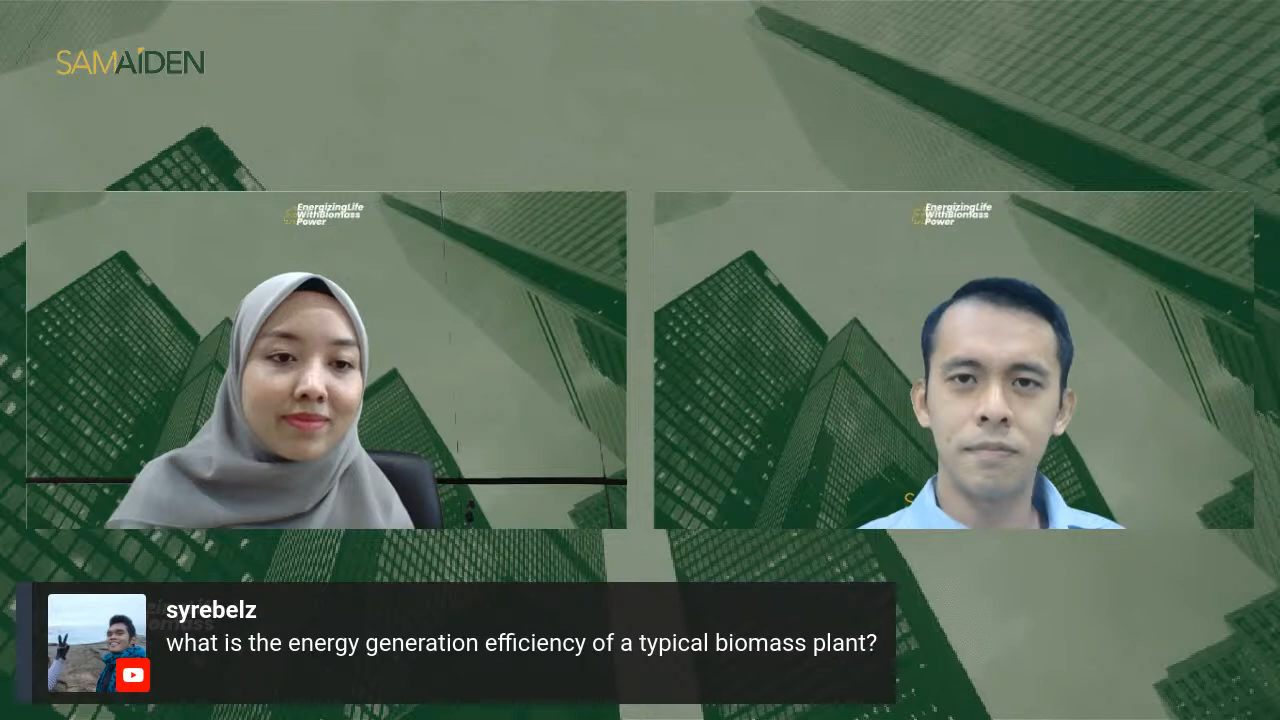 SAMAIDEN
#EnergizingLife
WithBiomass
Power
#EnergizingLife
WithBiomass
Power
S
syrebelz
what is the energy generation efficiency of a typical biomass plant?